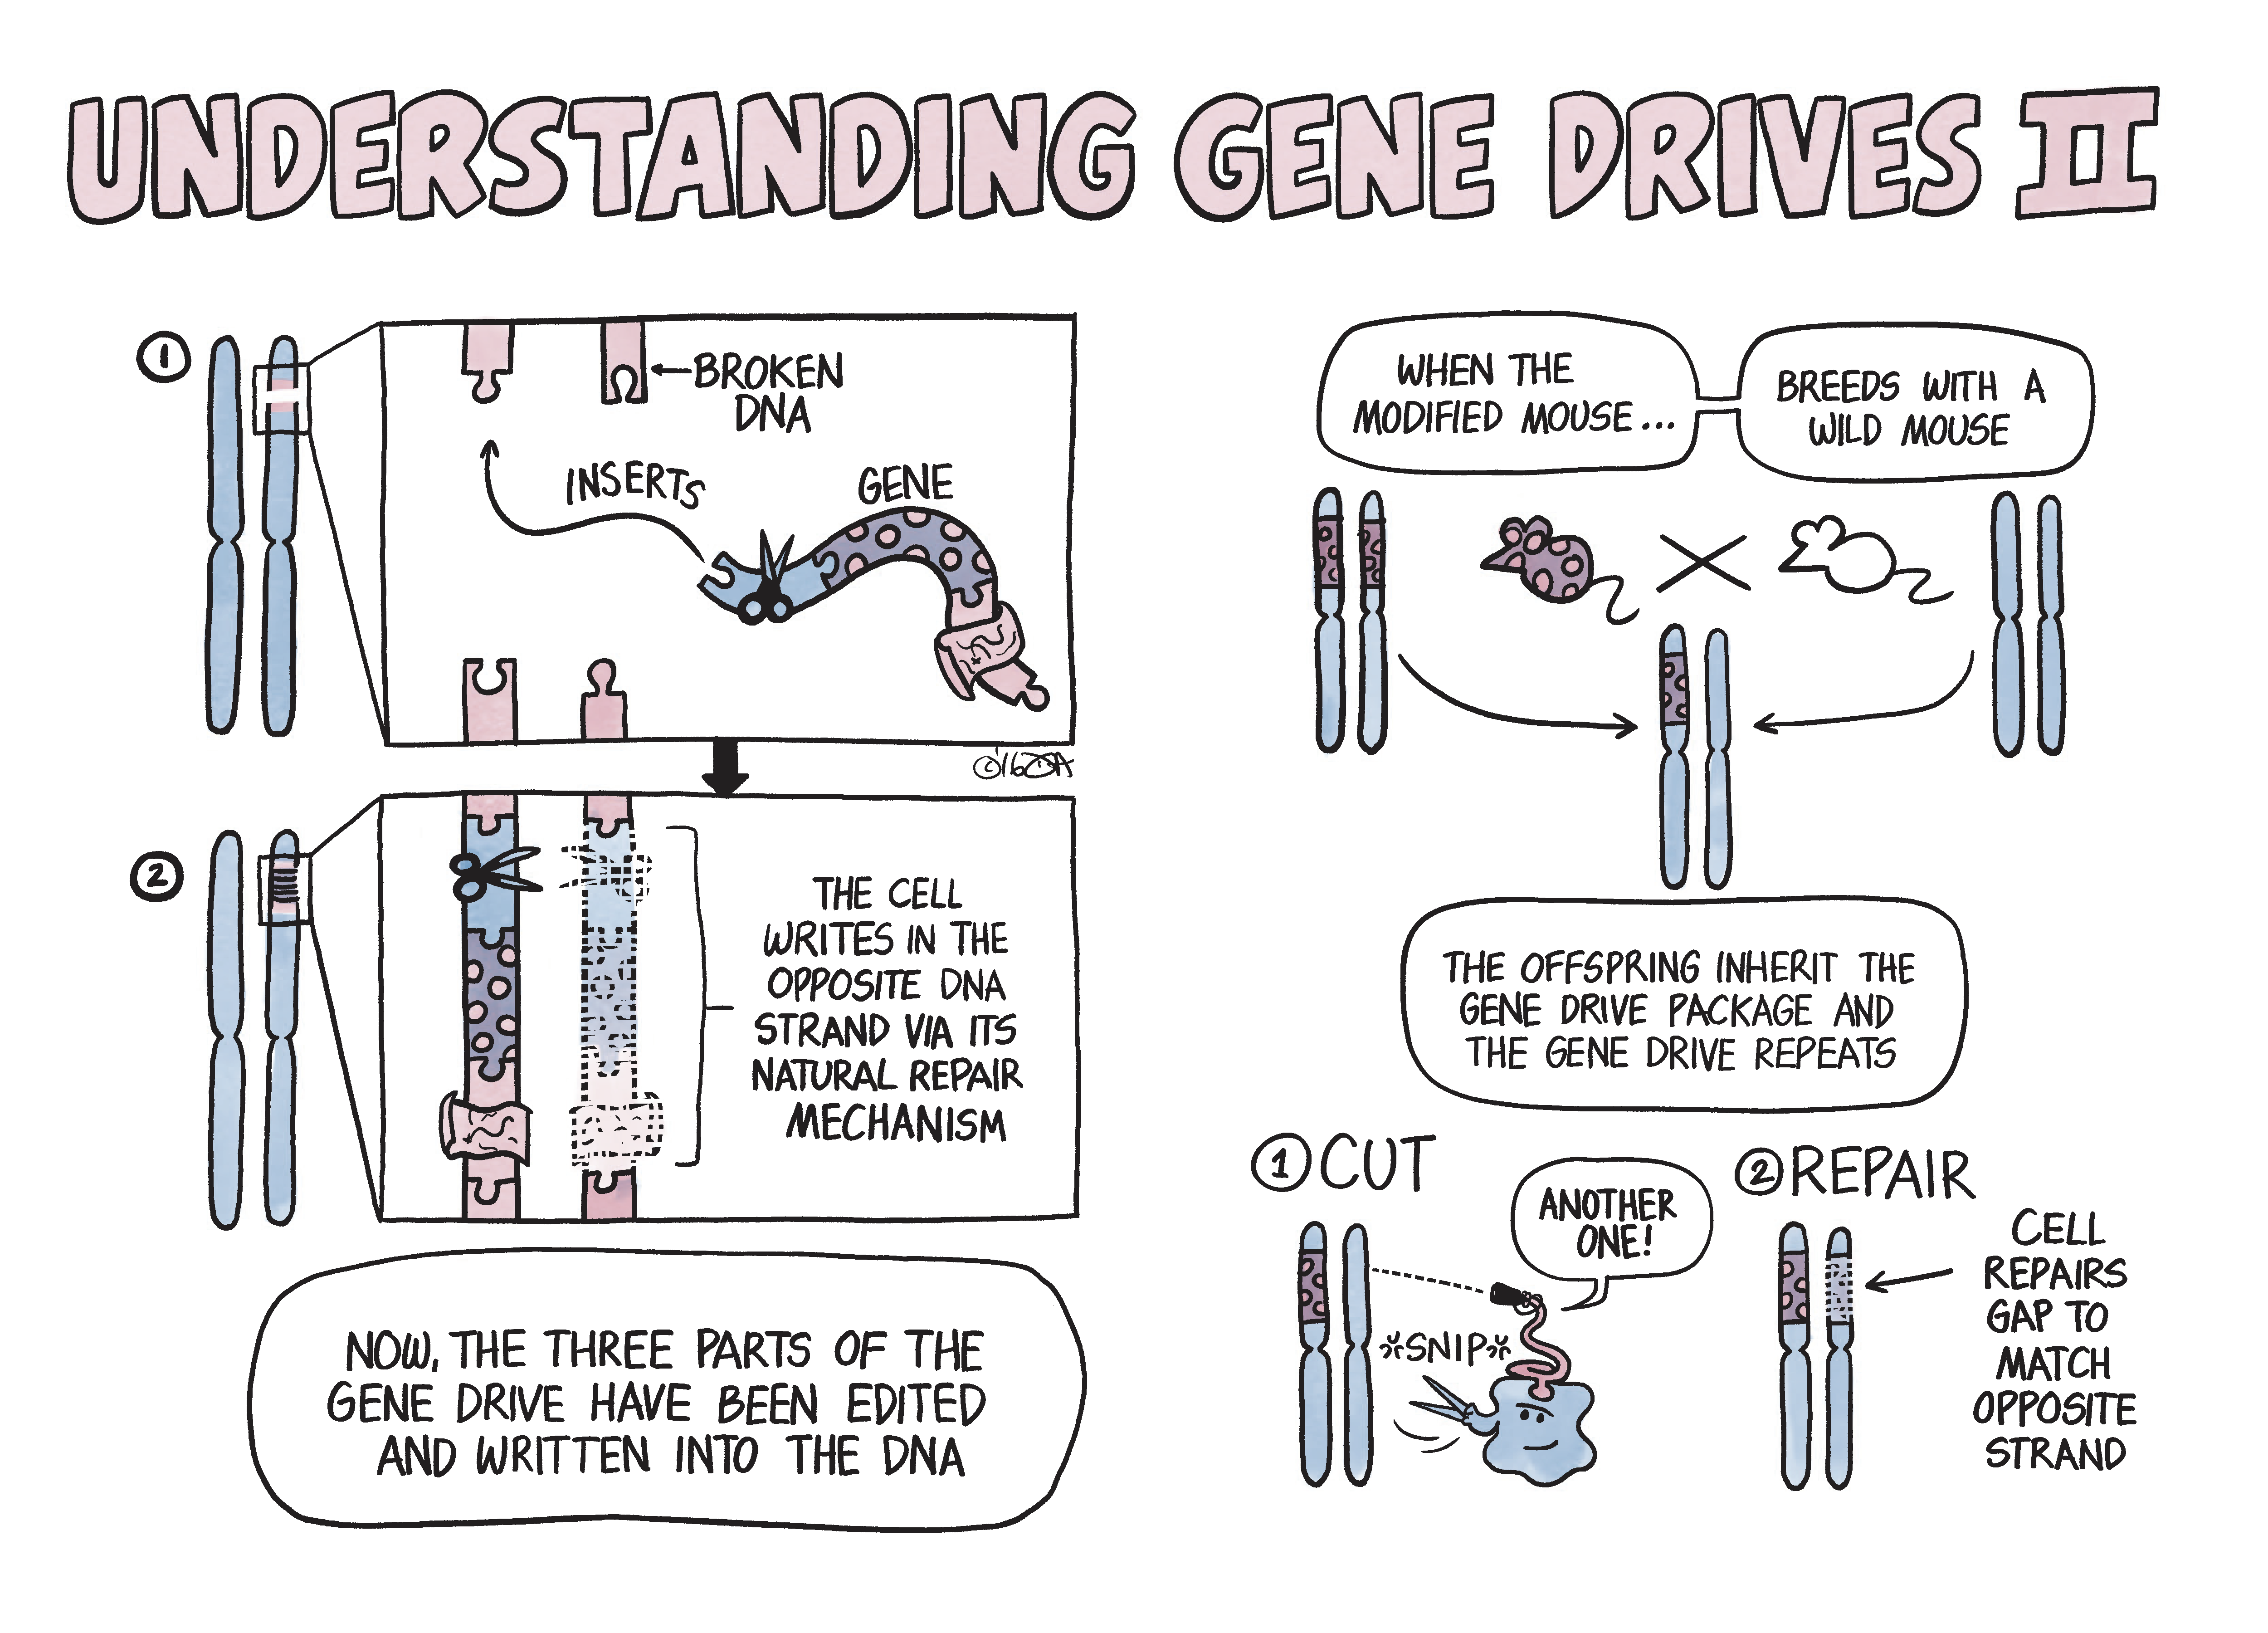 UNDERSTANDING GENE DRIVES II
1
BROKEN
DNA
INSERTS
GENE
©'16
2
THE CELL
WRITES IN THE
OPPOSITE DNA
STRAND VIA ITS
NATURAL REPAIR
MECHANISM
NOW, THE THREE PARTS OF THE
GENE DRIVE HAVE BEEN EDITED
AND WRITTEN INTO THE DNA
WHEN THE
MODIFIED MOUSE...
BREEDS WITH A
WILD MOUSE
THE OFFSPRING INHERIT THE
GENE DRIVE PACKAGE AND
THE GENE DRIVE REPEATS
1 CUT
ANOTHER
ONE!
SNIP
2 REPAIR
CELL
REPAIRS
GAP TO
MATCH
OPPOSITE
STRAND